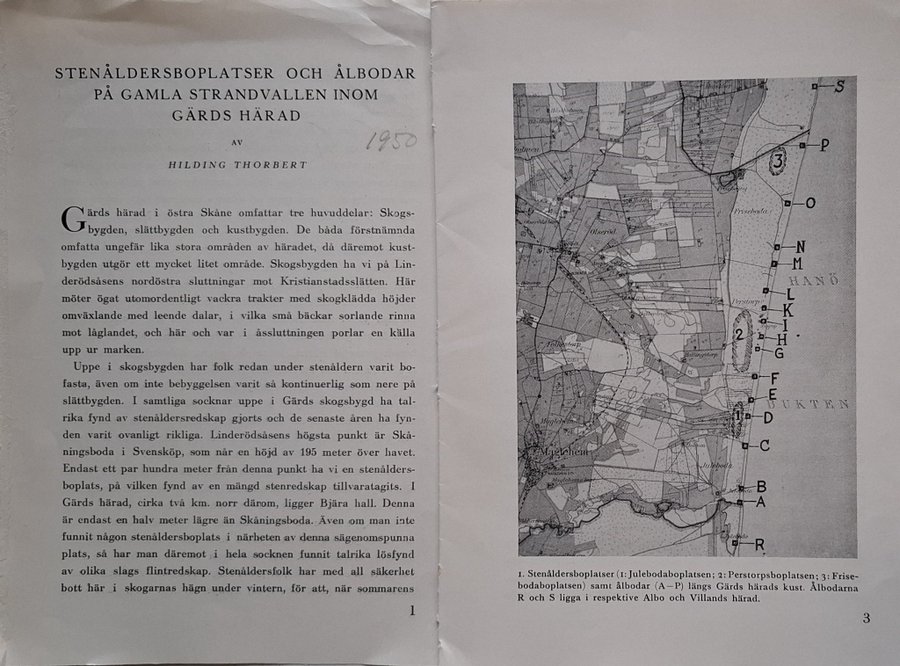 STENÅLDERSBOPLATSER OCH ÅLBODAR
PÅ GAMLA STRANDVALLEN INOM
GÄRDS HÄRAD
AV
1950
HILDING THORBERT
Gärds härad i östra Skåne omfattar tre huvuddelar: Skogs-
bygden, slättbygden och kustbygden. De båda förstnämnda
omfatta ungefär lika stora områden av häradet, då däremot kust-
bygden utgör ett mycket litet område. Skogsbygden ha vi på Lin-
derödsåsens nordöstra sluttningar mot Kristianstadsslätten. Här
möter ögat utomordentligt vackra trakter med skogklädda höjder
omväxlande med leende dalar, i vilka små bäckar sorlande rinna
mot låglandet, och här och var i åssluttningen porlar en källa
upp ur marken.
Uppe i skogsbygden har folk redan under stenåldern varit bo-
fasta, även om inte bebyggelsen varit så kontinuerlig som nere på
slättbygden. I samtliga socknar uppe i Gärds skogsbygd ha tal-
rika fynd av stenåldersredskap gjorts och de senaste åren ha fyn-
den varit ovanligt rikliga. Linderödsåsens högsta punkt är Skå-
ningsboda i Svensköp, som når en höjd av 195 meter över havet.
Endast ett par hundra meter från denna punkt ha vi en stenålders-
boplats, på vilken fynd av en mängd stenredskap tillvaratagits. I
Gärds härad, cirka två km. norr därom, ligger Bjära hall. Denna
är endast en halv meter lägre än Skåningsboda. Även om man inte
funnit någon stenåldersboplats i närheten av denna sägenomspunna
plats, så har man däremot i hela socknen funnit talrika lösfynd
av olika slags flintredskap. Stenåldersfolk har med all säkerhet
bott här i skogarnas hägn under vintern, för att, när sommarens
1
S
P
3
O
Friseboda
Olseröd
N
M
HANÖ
L
Perstorp
K
I
2
H
G
F
E
BUKTEN
1
D
C
Maglehem
Juleboda
B
A
R
1. Stenåldersboplatser (1: Julebodaboplatsen; 2: Perstorpsboplatsen; 3: Frise-
bodaboplatsen) samt ålbodar (A—P) längs Gärds härads kust. Ålbodarna
R och S ligga i respektive Albo och Villands härad.
3